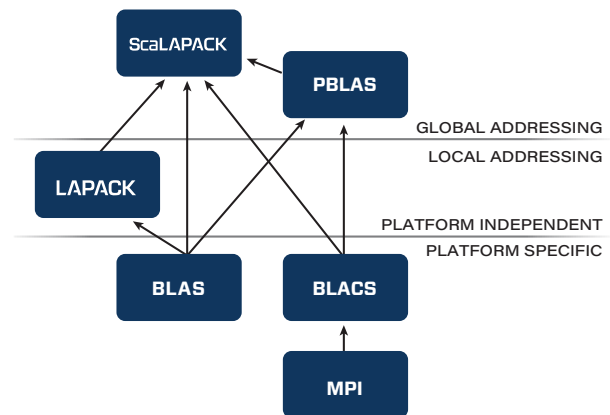 ScaLAPACK
PBLAS
GLOBAL ADDRESSING
LOCAL ADDRESSING
LAPACK
PLATFORM INDEPENDENT
PLATFORM SPECIFIC
BLAS
BLACS
MPI